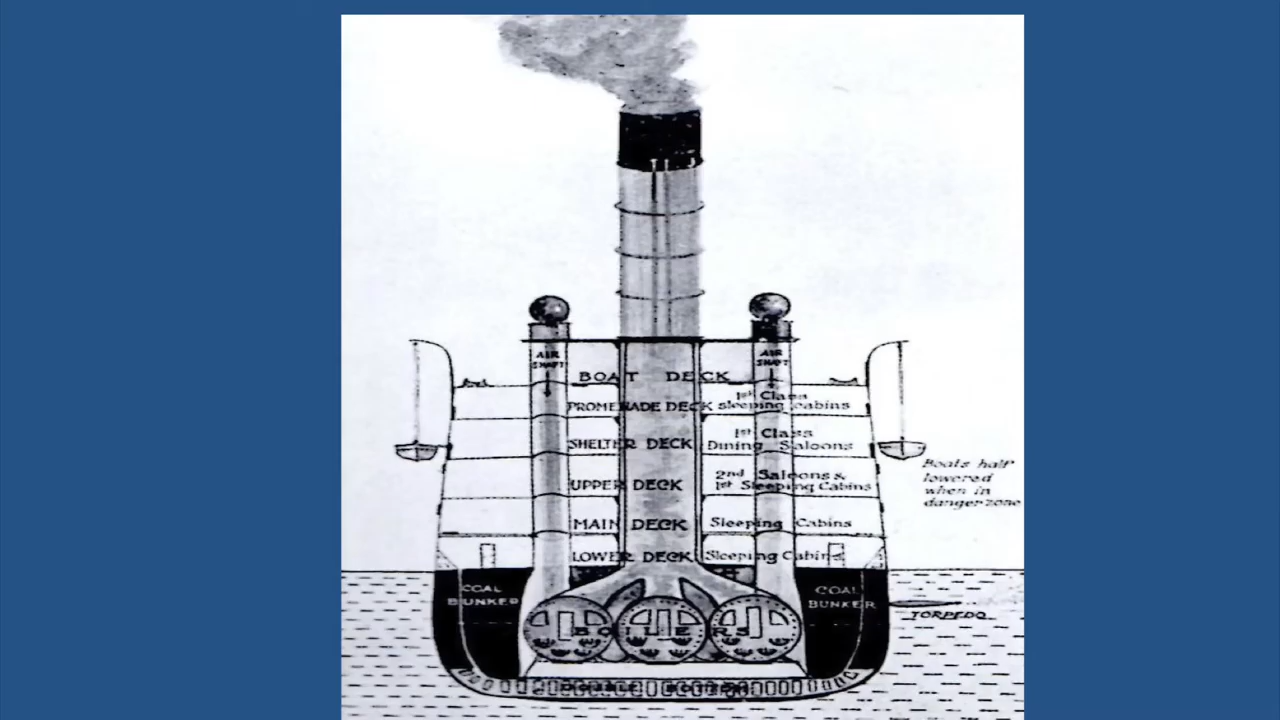 AIR
SHAFT
AIR
SHAFT
BOAT DECK
PROMENADE DECK
1st Class
sleeping cabins
SHELTER DECK
1st Class
Dining Saloons
UPPER DECK
2nd Saloons &
1st Sleeping Cabins
MAIN DECK
Sleeping Cabins
LOWER DECK
Sleeping Cabins
Boats half
lowered
when in
danger-zone
COAL
BUNKER
COAL
BUNKER
BOILERS
TORPEDO